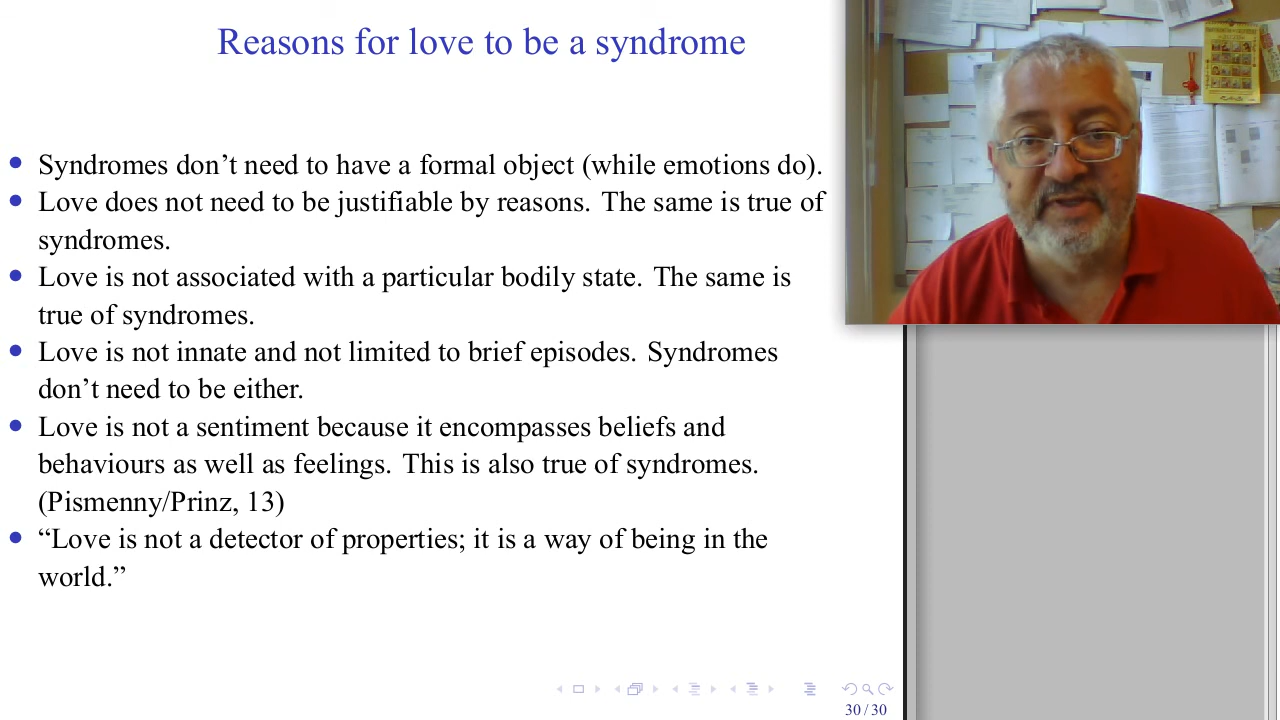 Reasons for love to be a syndrome
Syndromes don’t need to have a formal object (while emotions do).
Love does not need to be justifiable by reasons. The same is true of
syndromes.
Love is not associated with a particular bodily state. The same is
true of syndromes.
Love is not innate and not limited to brief episodes. Syndromes
don’t need to be either.
Love is not a sentiment because it encompasses beliefs and
behaviours as well as feelings. This is also true of syndromes.
(Pismenny/Prinz, 13)
“Love is not a detector of properties; it is a way of being in the
world.”
30/30